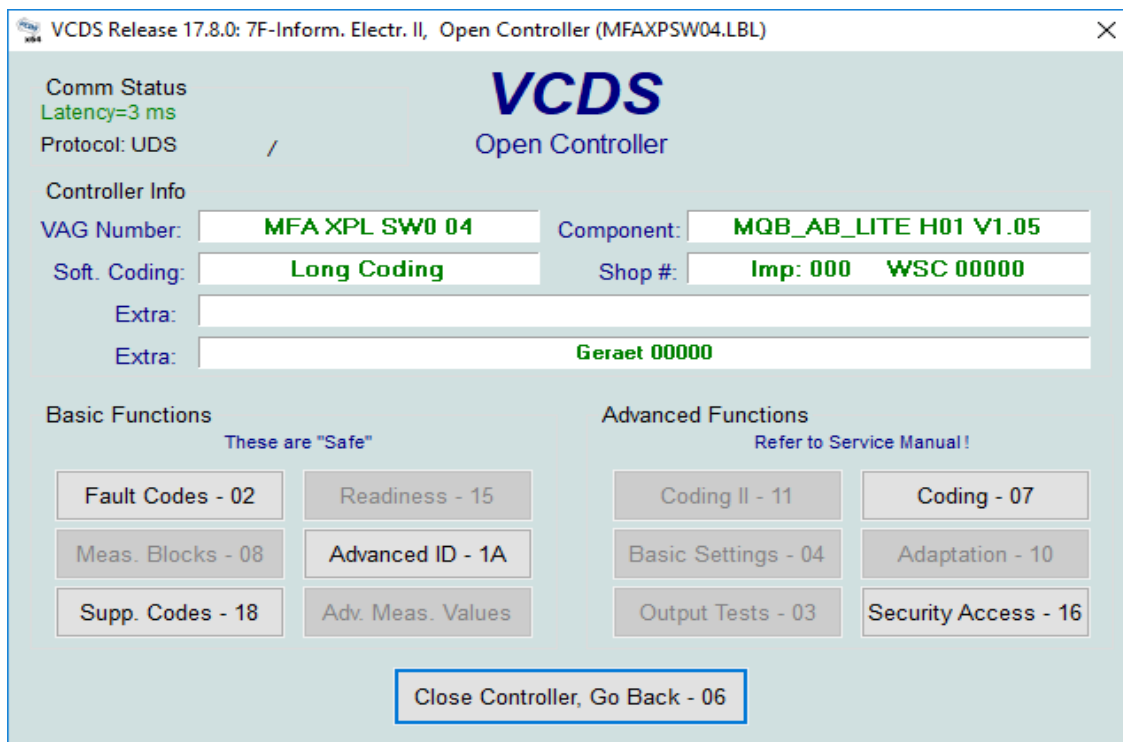 VCDS Release 17.8.0: 7F-Inform. Electr. II, Open Controller (MFAXPSW04.LBL)
Comm Status
Latency=3 ms
Protocol: UDS /
VCDS
Open Controller
Controller Info
VAG Number: MFA XPL SW0 04 Component: MQB_AB_LITE H01 V1.05
Soft. Coding: Long Coding Shop #: Imp: 000 WSC 00000
Extra:
Extra: Geraet 00000
Basic Functions
These are "Safe"
Fault Codes - 02 Readiness - 15
Meas. Blocks - 08 Advanced ID - 1A
Supp. Codes - 18 Adv. Meas. Values
Advanced Functions
Refer to Service Manual!
Coding II - 11 Coding - 07
Basic Settings - 04 Adaptation - 10
Output Tests - 03 Security Access - 16
Close Controller, Go Back - 06